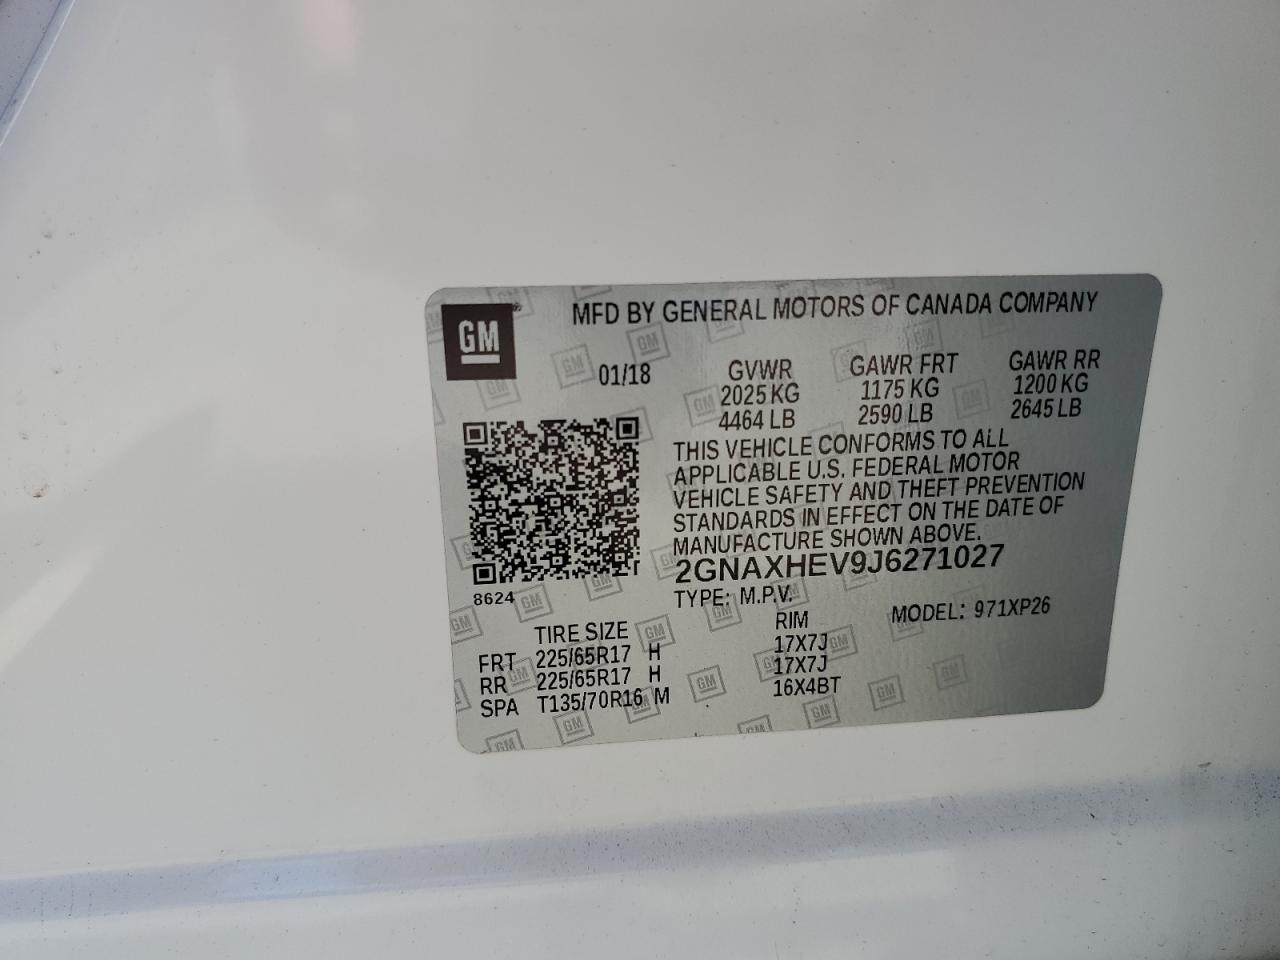 GM
MFD BY GENERAL MOTORS OF CANADA COMPANY
01/18
GVWR GAWR FRT GAWR RR
2025 KG 1175 KG 1200 KG
4464 LB 2590 LB 2645 LB
THIS VEHICLE CONFORMS TO ALL
APPLICABLE U.S. FEDERAL MOTOR
VEHICLE SAFETY AND THEFT PREVENTION
STANDARDS IN EFFECT ON THE DATE OF
MANUFACTURE SHOWN ABOVE.
2GNAXHEV9J6271027
8624
TYPE: M.P.V. MODEL: 971XP26
TIRE SIZE RIM
FRT 225/65R17 H 17X7J
RR 225/65R17 H 17X7J
SPA T135/70R16 M 16X4BT